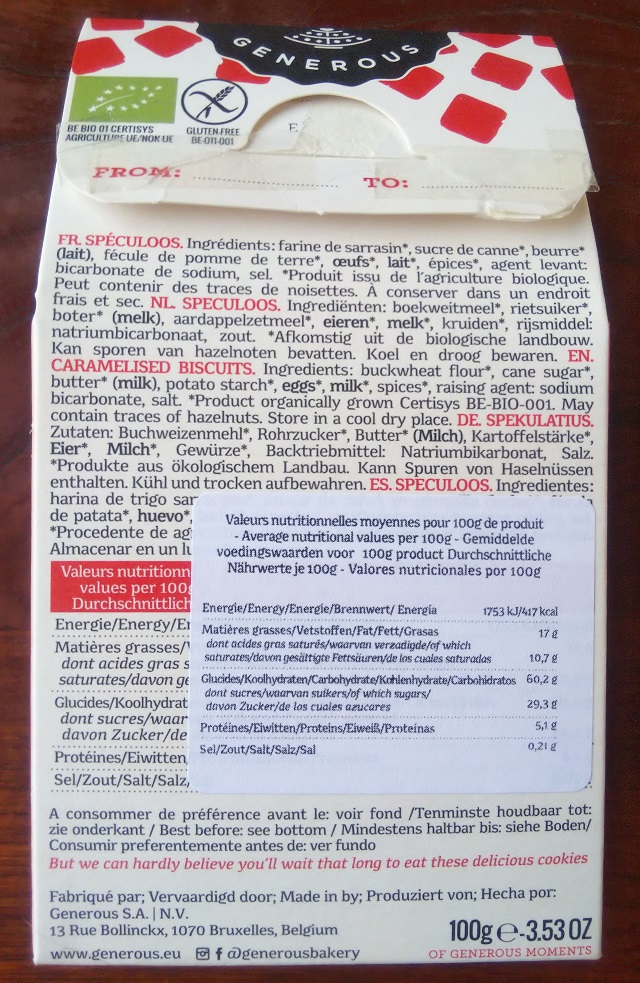 GENEROUS
BE BIO 01 CERTISYS
AGRICULTURE UE/NON UE
GLUTEN-FREE
BE-011-001
E
FROM: TO:
FR. SPÉCULOOS. Ingrédients: farine de sarrasin*, sucre de canne*, beurre*
(lait), fécule de pomme de terre*, œufs*, lait*, épices*, agent levant:
bicarbonate de sodium, sel. *Produit issu de l'agriculture biologique.
Peut contenir des traces de noisettes. À conserver dans un endroit
frais et sec. NL. SPECULOOS. Ingrediënten: boekweitmeel*, rietsuiker*,
boter* (melk), aardappelzetmeel*, eieren*, melk*, kruiden*, rijsmiddel:
natriumbicarbonaat, zout. *Afkomstig uit de biologische landbouw.
Kan sporen van hazelnoten bevatten. Koel en droog bewaren. EN.
CARAMELISED BISCUITS. Ingredients: buckwheat flour*, cane sugar*,
butter* (milk), potato starch*, eggs*, milk*, spices*, raising agent: sodium
bicarbonate, salt. *Product organically grown Certisys BE-BIO-001. May
contain traces of hazelnuts. Store in a cool dry place. DE. SPEKULATIUS.
Zutaten: Buchweizenmehl*, Rohrzucker*, Butter* (Milch), Kartoffelstärke*,
Eier*, Milch*, Gewürze*, Backtriebmittel: Natriumbikarbonat, Salz.
*Produkte aus ökologischem Landbau. Kann Spuren von Haselnüssen
enthalten. Kühl und trocken aufbewahren. ES. SPECULOOS. Ingredientes:
harina de trigo sar
de patata*, huevo*,
*Procedente de ag
Almacenar en un lu
Valeurs nutritionn
values per 100g
Durchschnittlich
Energie/Energy/En
Matières grasses/V
dont acides gras s
saturates/davon ge
Glucides/Koolhydrat
dont sucres/waar
davon Zucker/de
Protéines/Eiwitten,
Sel/Zout/Salt/Salz,
Valeurs nutritionnelles moyennes pour 100g de produit
- Average nutritional values per 100g - Gemiddelde
voedingswaarden voor 100g product Durchschnittliche
Nährwerte je 100g - Valores nutricionales por 100g
Energie/Energy/Energie/Brennwert/ Energía 1753 kJ/417 kcal
Matières grasses/Vetstoffen/Fat/Fett/Grasas 17 g
dont acides gras saturés/waarvan verzadigde/of which
saturates/davon gesättigte Fettsäuren/de los cuales saturadas 10,7 g
Glucides/Koolhydraten/Carbohydrate/Kohlenhydrate/Carbohidratos 60,2 g
dont sucres/waarvan suikers/of which sugars/
davon Zucker/de los cuales azucares 29,3 g
Protéines/Eiwitten/Proteins/Eiweiß/Proteínas 5,1 g
Sel/Zout/Salt/Salz/Sal 0,21 g
A consommer de préférence avant le: voir fond /Tenminste houdbaar tot:
zie onderkant / Best before: see bottom / Mindestens haltbar bis: siehe Boden/
Consumir preferentemente antes de: ver fundo
But we can hardly believe you'll wait that long to eat these delicious cookies
Fabriqué par; Vervaardigd door; Made in by; Produziert von; Hecha por:
Generous S.A. | N.V.
13 Rue Bollinckx, 1070 Bruxelles, Belgium
www.generous.eu f @generousbakery
100g e-3.53 OZ
OF GENEROUS MOMENTS